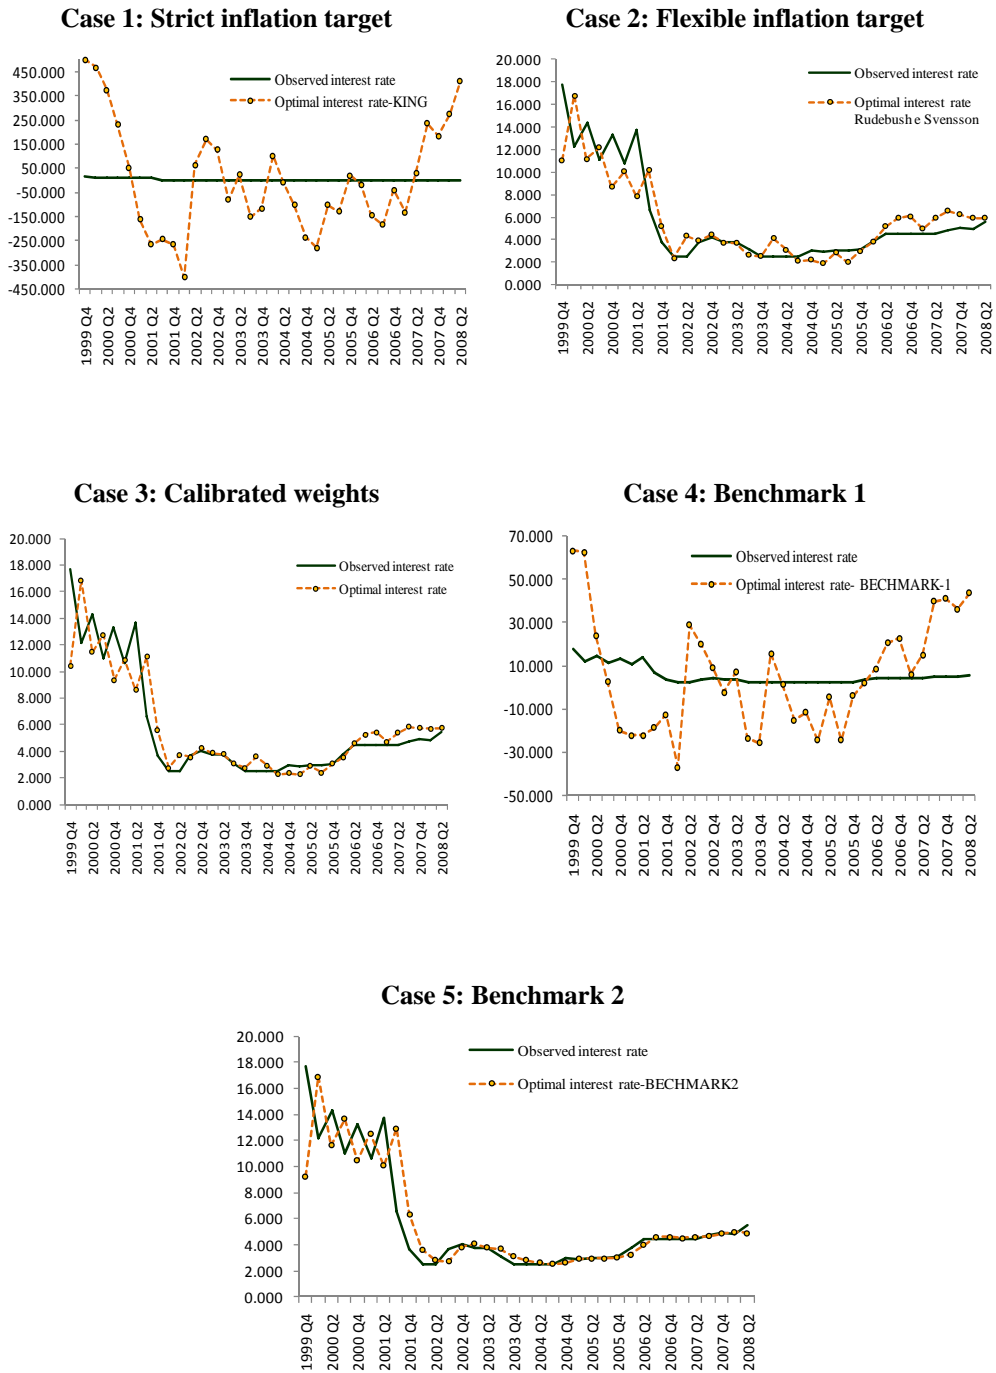 Case 1: Strict inflation target
450.000
350.000
250.000
150.000
50.000
-50.000
-150.000
-250.000
-350.000
-450.000
Observed interest rate
Optimal interest rate-KING
1999 Q4
2000 Q2
2000 Q4
2001 Q2
2001 Q4
2002 Q2
2002 Q4
2003 Q2
2003 Q4
2004 Q2
2004 Q4
2005 Q2
2005 Q4
2006 Q2
2006 Q4
2007 Q2
2007 Q4
2008 Q2
Case 2: Flexible inflation target
20.000
18.000
16.000
14.000
12.000
10.000
8.000
6.000
4.000
2.000
0.000
Observed interest rate
Optimal interest rate
Rudebush e Svensson
1999 Q4
2000 Q2
2000 Q4
2001 Q2
2001 Q4
2002 Q2
2002 Q4
2003 Q2
2003 Q4
2004 Q2
2004 Q4
2005 Q2
2005 Q4
2006 Q2
2006 Q4
2007 Q2
2007 Q4
2008 Q2
Case 3: Calibrated weights
20.000
18.000
16.000
14.000
12.000
10.000
8.000
6.000
4.000
2.000
0.000
Observed interest rate
Optimal interest rate
1999 Q4
2000 Q2
2000 Q4
2001 Q2
2001 Q4
2002 Q2
2002 Q4
2003 Q2
2003 Q4
2004 Q2
2004 Q4
2005 Q2
2005 Q4
2006 Q2
2006 Q4
2007 Q2
2007 Q4
2008 Q2
Case 4: Benchmark 1
70.000
50.000
30.000
10.000
-10.000
-30.000
-50.000
Observed interest rate
Optimal interest rate- BECHMARK-1
1999 Q4
2000 Q2
2000 Q4
2001 Q2
2001 Q4
2002 Q2
2002 Q4
2003 Q2
2003 Q4
2004 Q2
2004 Q4
2005 Q2
2005 Q4
2006 Q2
2006 Q4
2007 Q2
2007 Q4
2008 Q2
Case 5: Benchmark 2
20.000
18.000
16.000
14.000
12.000
10.000
8.000
6.000
4.000
2.000
0.000
Observed interest rate
Optimal interest rate-BECHMARK2
1999 Q4
2000 Q2
2000 Q4
2001 Q2
2001 Q4
2002 Q2
2002 Q4
2003 Q2
2003 Q4
2004 Q2
2004 Q4
2005 Q2
2005 Q4
2006 Q2
2006 Q4
2007 Q2
2007 Q4
2008 Q2